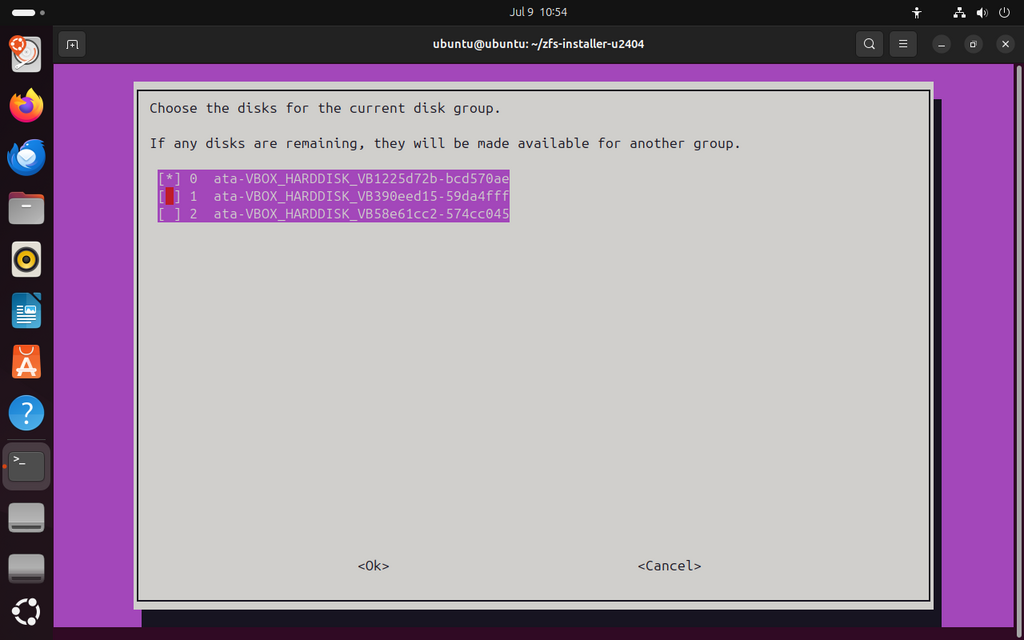 Jul 9 10:54
ubuntu@ubuntu: ~/zfs-installer-u2404
Choose the disks for the current disk group.
If any disks are remaining, they will be made available for another group.
[*] 0 ata-VBOX_HARDDISK_VB1225d72b-bcd570ae
[ ] 1 ata-VBOX_HARDDISK_VB390eed15-59da4fff
[ ] 2 ata-VBOX_HARDDISK_VB58e61cc2-574cc045
<Ok> <Cancel>